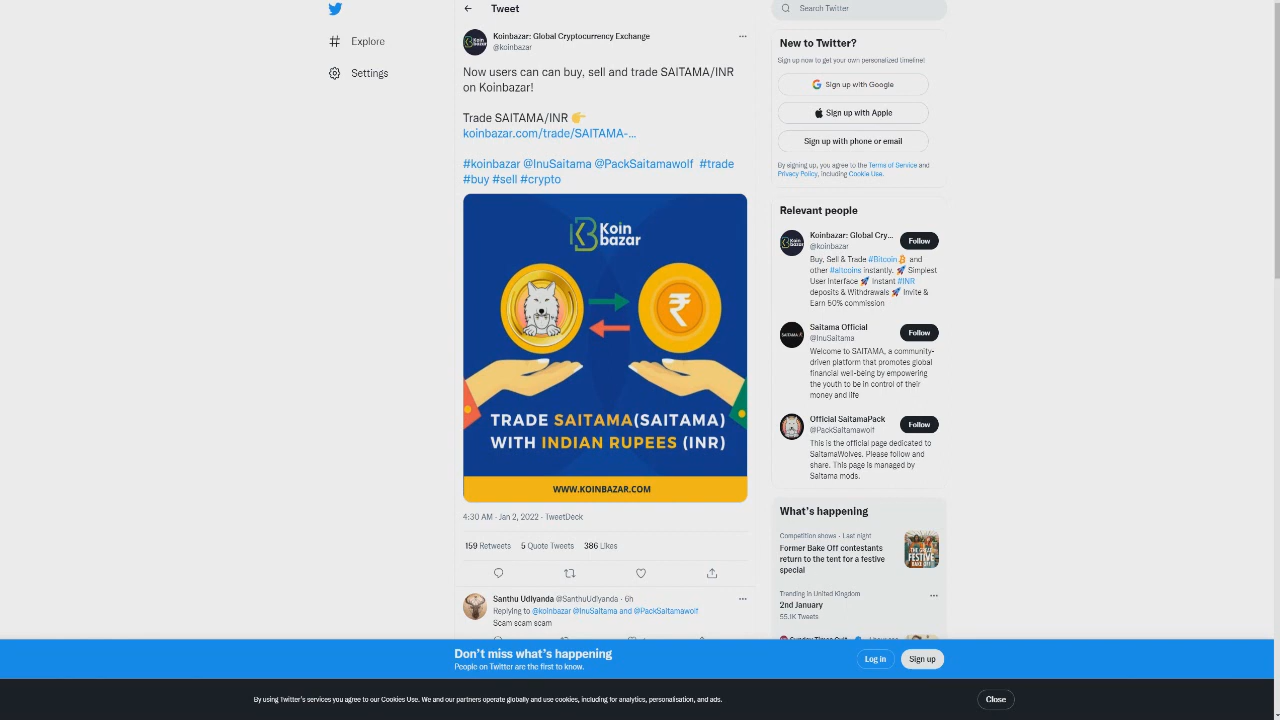 Tweet
Search Twitter
Explore
Settings
Koinbazar: Global Cryptocurrency Exchange
@koinbazar
Now users can can buy, sell and trade SAITAMA/INR
on Koinbazar!
Trade SAITAMA/INR 👉
koinbazar.com/trade/SAITAMA-...
#koinbazar @InuSaitama @PackSaitamawolf #trade
#buy #sell #crypto
Koin
bazar
₹
TRADE SAITAMA(SAITAMA)
WITH INDIAN RUPEES (INR)
WWW.KOINBAZAR.COM
4:30 AM · Jan 2, 2022 · TweetDeck
159 Retweets 5 Quote Tweets 386 Likes
Santhu Udiyanda @SanthuUdiyanda · 6h
Replying to @koinbazar @InuSaitama and @PackSaitamawolf
Scam scam scam
New to Twitter?
Sign up now to get your own personalized timeline!
Sign up with Google
Sign up with Apple
Sign up with phone or email
By signing up, you agree to the Terms of Service and
Privacy Policy, including Cookie Use.
Relevant people
Koinbazar: Global Cry...
@koinbazar
Follow
Buy, Sell & Trade #Bitcoin and
other #altcoins instantly. 🚀 Simplest
User Interface 🚀 Instant #INR
deposits & Withdrawals 🚀 Invite &
Earn 50% commission
Saitama Official
@InuSaitama
Follow
Welcome to SAITAMA, a community-
driven platform that promotes global
financial well-being by empowering
the youth to be in control of their
money and life
Official SaitamaPack
@PackSaitamawolf
Follow
This is the official page dedicated to
SaitaWolves. Please follow and
share. This page is managed by
Saitama mods.
What's happening
Competition shows · Last night
Former Bake Off contestants
return to the tent for a festive
special
THE GREAT
FESTIVE
BAKE OFF
Trending in United Kingdom
2nd January
55.1K Tweets
Don't miss what's happening
People on Twitter are the first to know.
Log in
Sign up
By using Twitter's services you agree to our Cookies Use. We and our partners operate globally and use cookies, including for analytics, personalisation, and ads.
Close